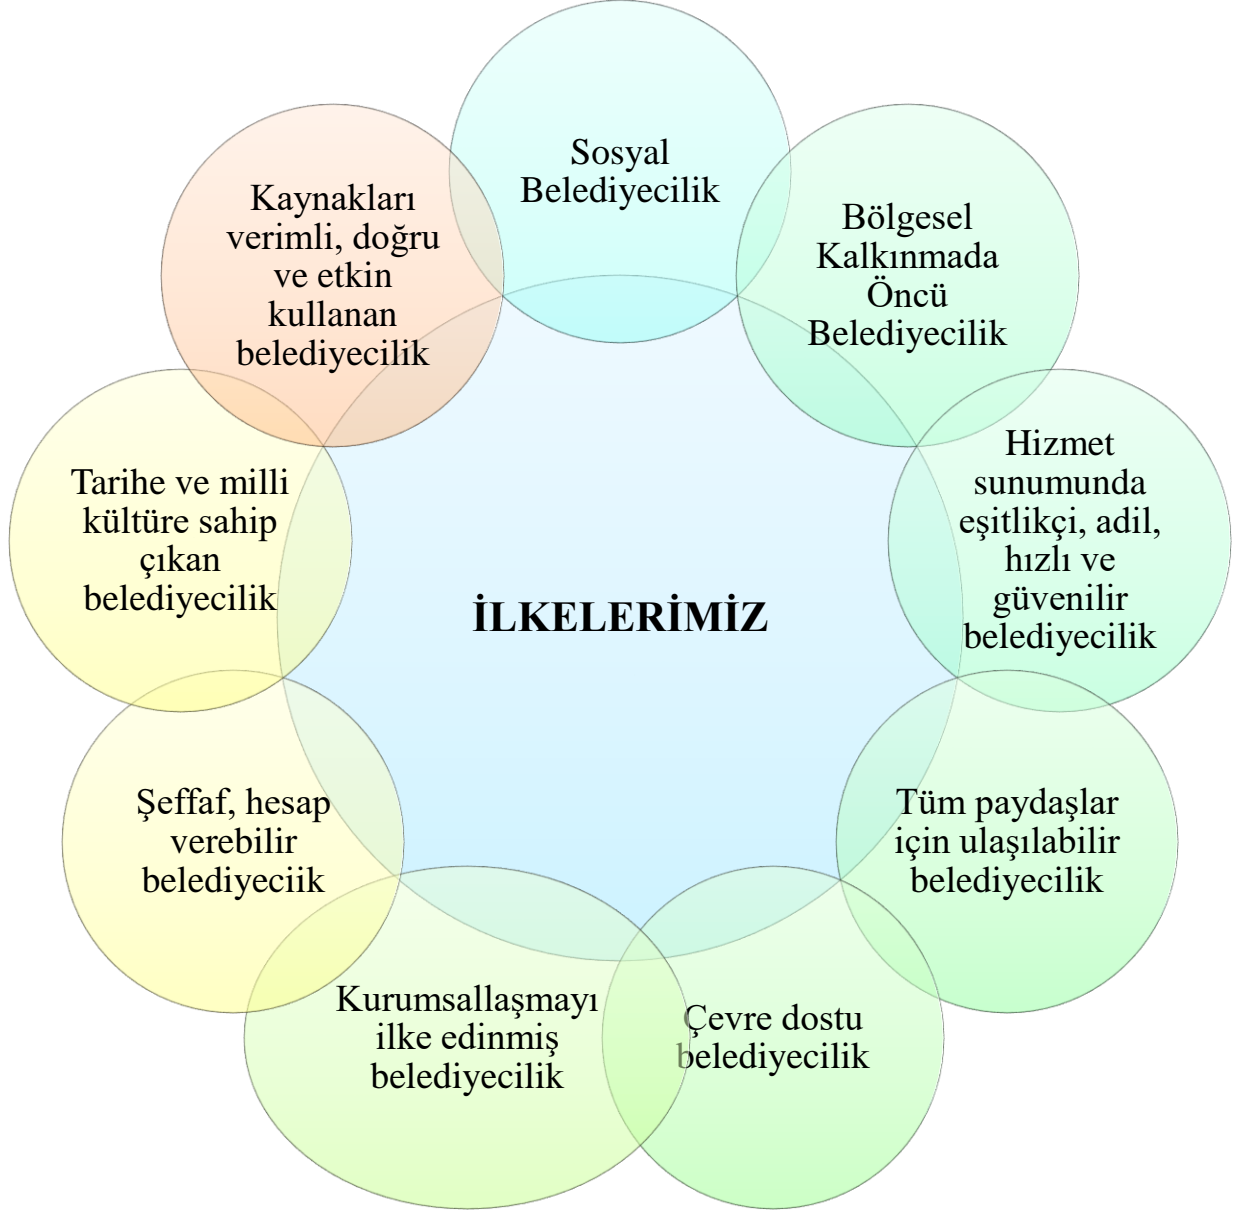 Sosyal
Belediyecilik
Bölgesel
Kalkınmada
Öncü
Belediyecilik
Hizmet
sunumunda
eşitlikçi, adil,
hızlı ve
güvenilir
belediyecilik
Tüm paydaşlar
için ulaşılabilir
belediyecilik
Çevre dostu
belediyecilik
Kurumsallaşmayı
ilke edinmiş
belediyecilik
Şeffaf, hesap
verebilir
belediyeciik
Tarihe ve milli
kültüre sahip
çıkan
belediyecilik
Kaynakları
verimli, doğru
ve etkin
kullanan
belediyecilik
İLKELERİMİZ